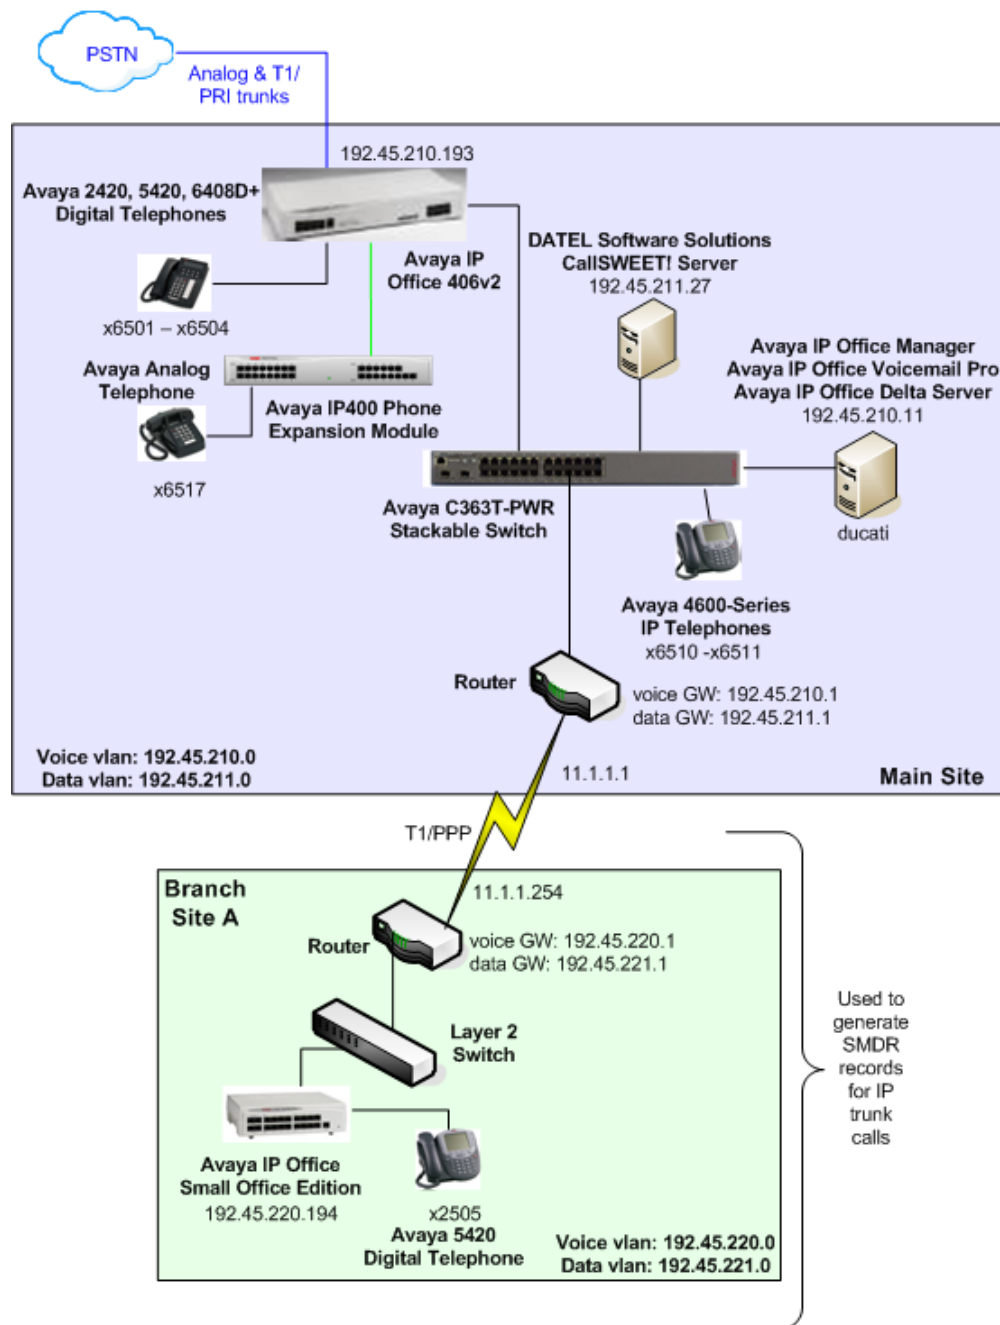 PSTN
Analog & T1/
PRI trunks
192.45.210.193
Avaya 2420, 5420, 6408D+
Digital Telephones
Avaya IP
Office 406v2
DATEL Software Solutions
CallSWEET! Server
192.45.211.27
x6501 – x6504
Avaya Analog
Telephone
Avaya IP400 Phone
Expansion Module
Avaya IP Office Manager
Avaya IP Office Voicemail Pro
Avaya IP Office Delta Server
192.45.210.11
x6517
Avaya C363T-PWR
Stackable Switch
ducati
Avaya 4600-Series
IP Telephones
x6510 -x6511
Router
voice GW: 192.45.210.1
data GW: 192.45.211.1
Voice vlan: 192.45.210.0
Data vlan: 192.45.211.0
11.1.1.1
Main Site
T1/PPP
Branch
Site A
11.1.1.254
Router
voice GW: 192.45.220.1
data GW: 192.45.221.1
Layer 2
Switch
Used to
generate
SMDR
records
for IP
trunk
calls
Avaya IP Office
Small Office Edition
192.45.220.194
x2505
Avaya 5420
Digital Telephone
Voice vlan: 192.45.220.0
Data vlan: 192.45.221.0